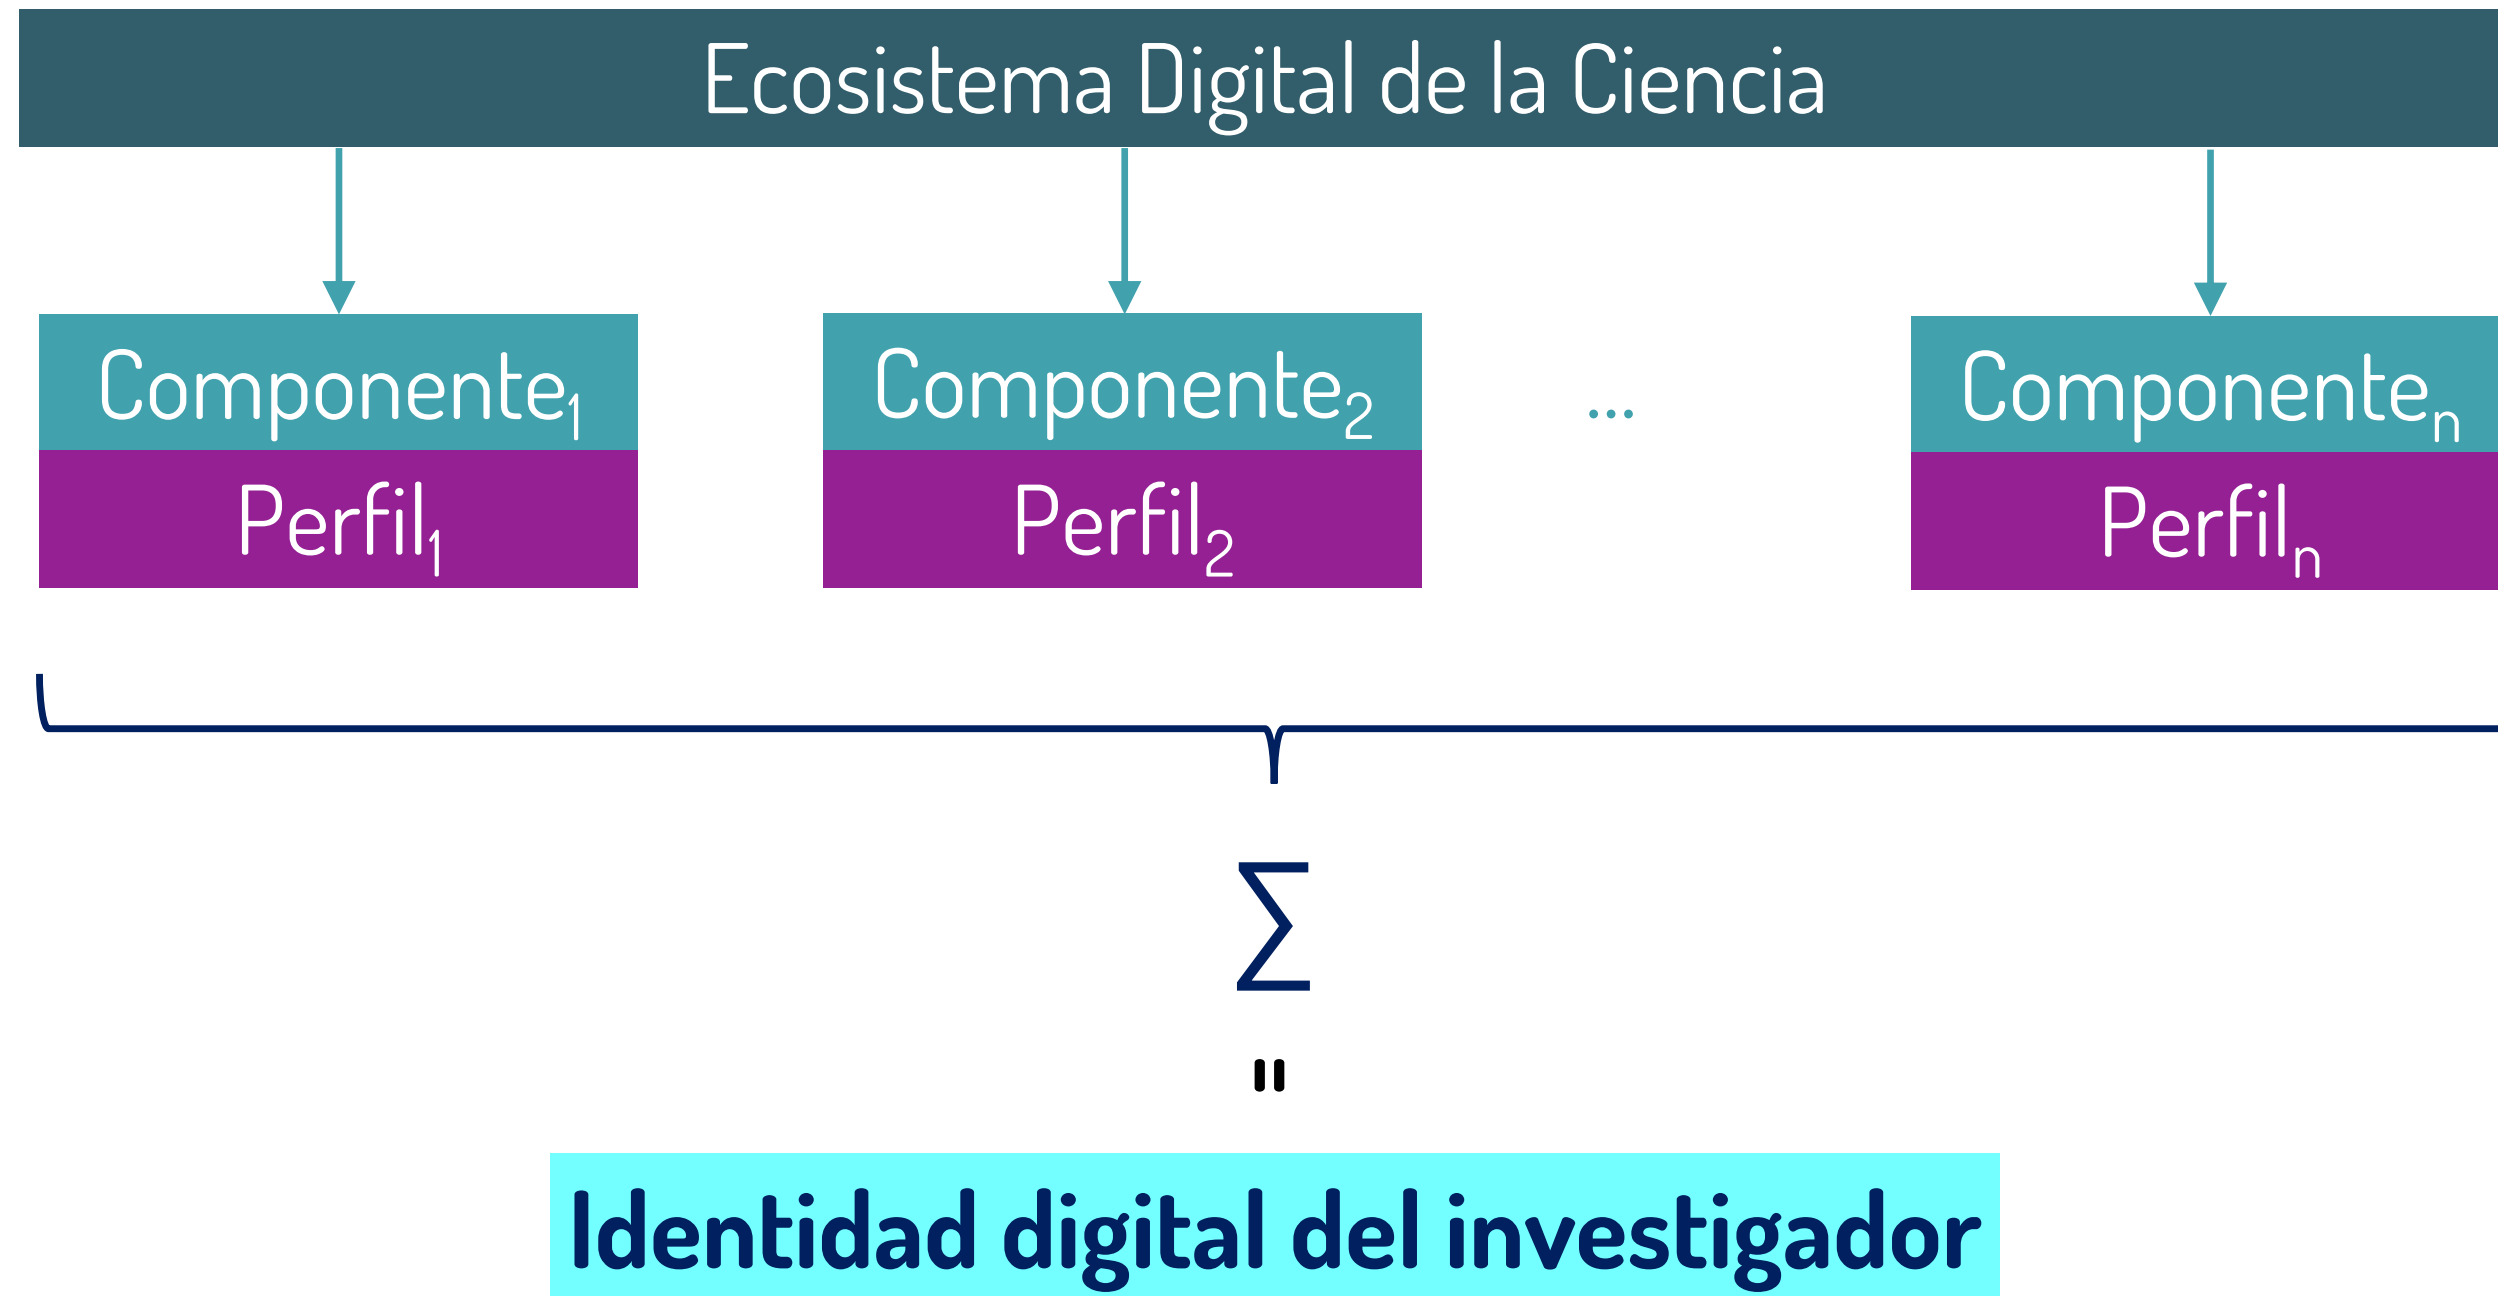 Ecosistema Digital de la Ciencia
Componente₁ Componente₂ ... Componenteₙ
Perfil₁ Perfil₂ Perfilₙ
∑
=
Identidad digital del investigador